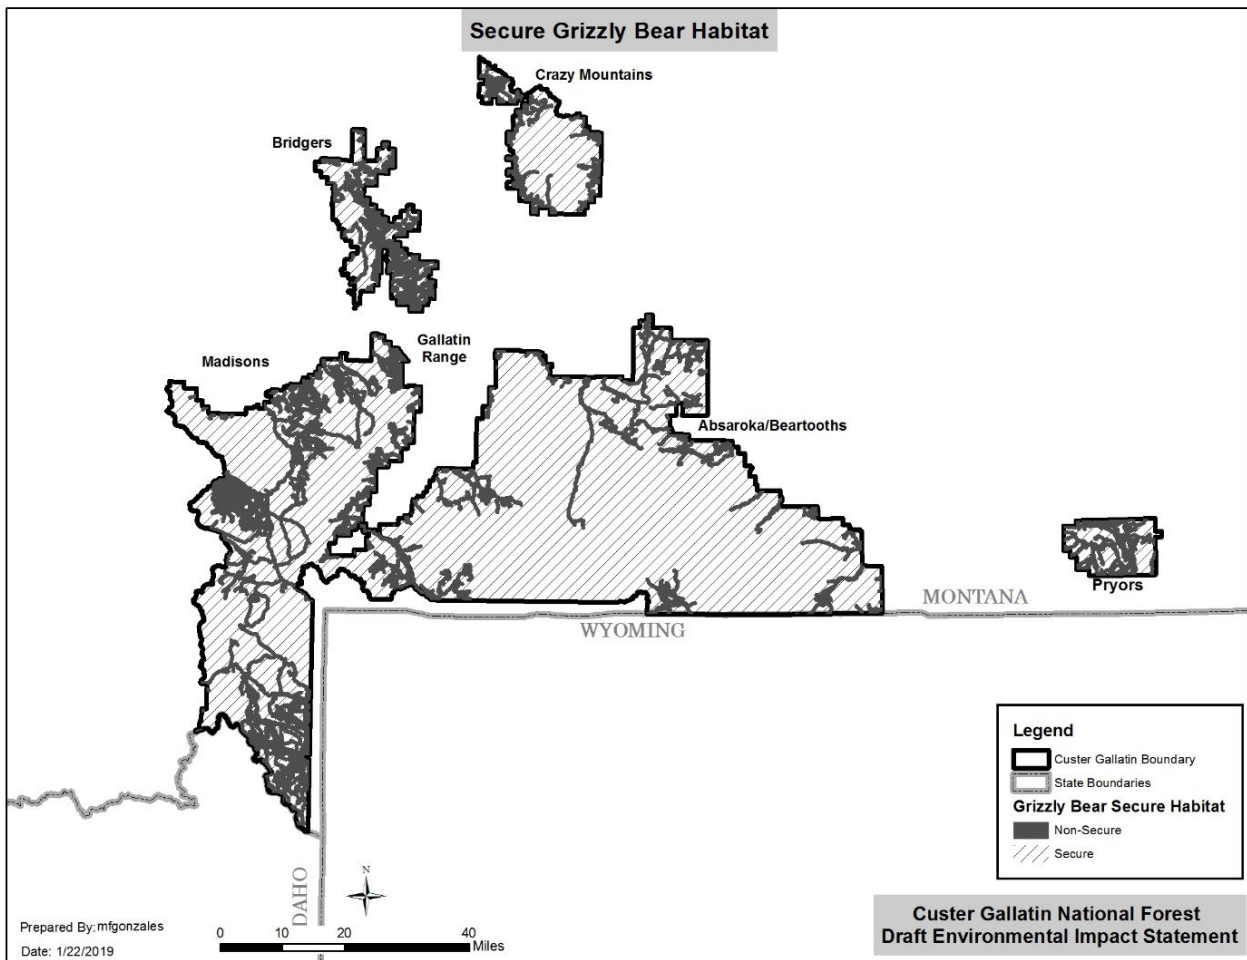 Secure Grizzly Bear Habitat
Crazy Mountains
Bridgers
Gallatin
Range
Madisons
Absaroka/Beartooths
Pryors
MONTANA
WYOMING
DAHO
Legend
Custer Gallatin Boundary
State Boundaries
Grizzly Bear Secure Habitat
Non-Secure
Secure
N
Prepared By: mfgonzales
Date: 1/22/2019
0 10 20 40
Miles
Custer Gallatin National Forest
Draft Environmental Impact Statement